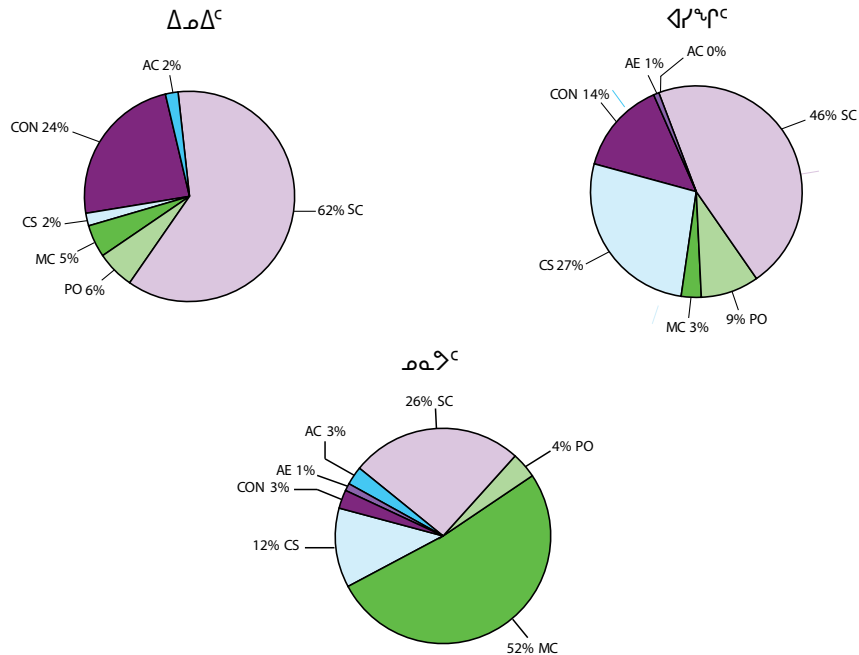 ᐃᓄᐃᑦ
AC 2%
CON 24%
62% SC
CS 2%
MC 5%
PO 6%
ᐊᓯᖏᑦ
AC 0%
AE 1%
CON 14%
46% SC
CS 27%
MC 3%
9% PO
ᓄᓇᕗᑦ
26% SC
AC 3%
4% PO
AE 1%
CON 3%
12% CS
52% MC